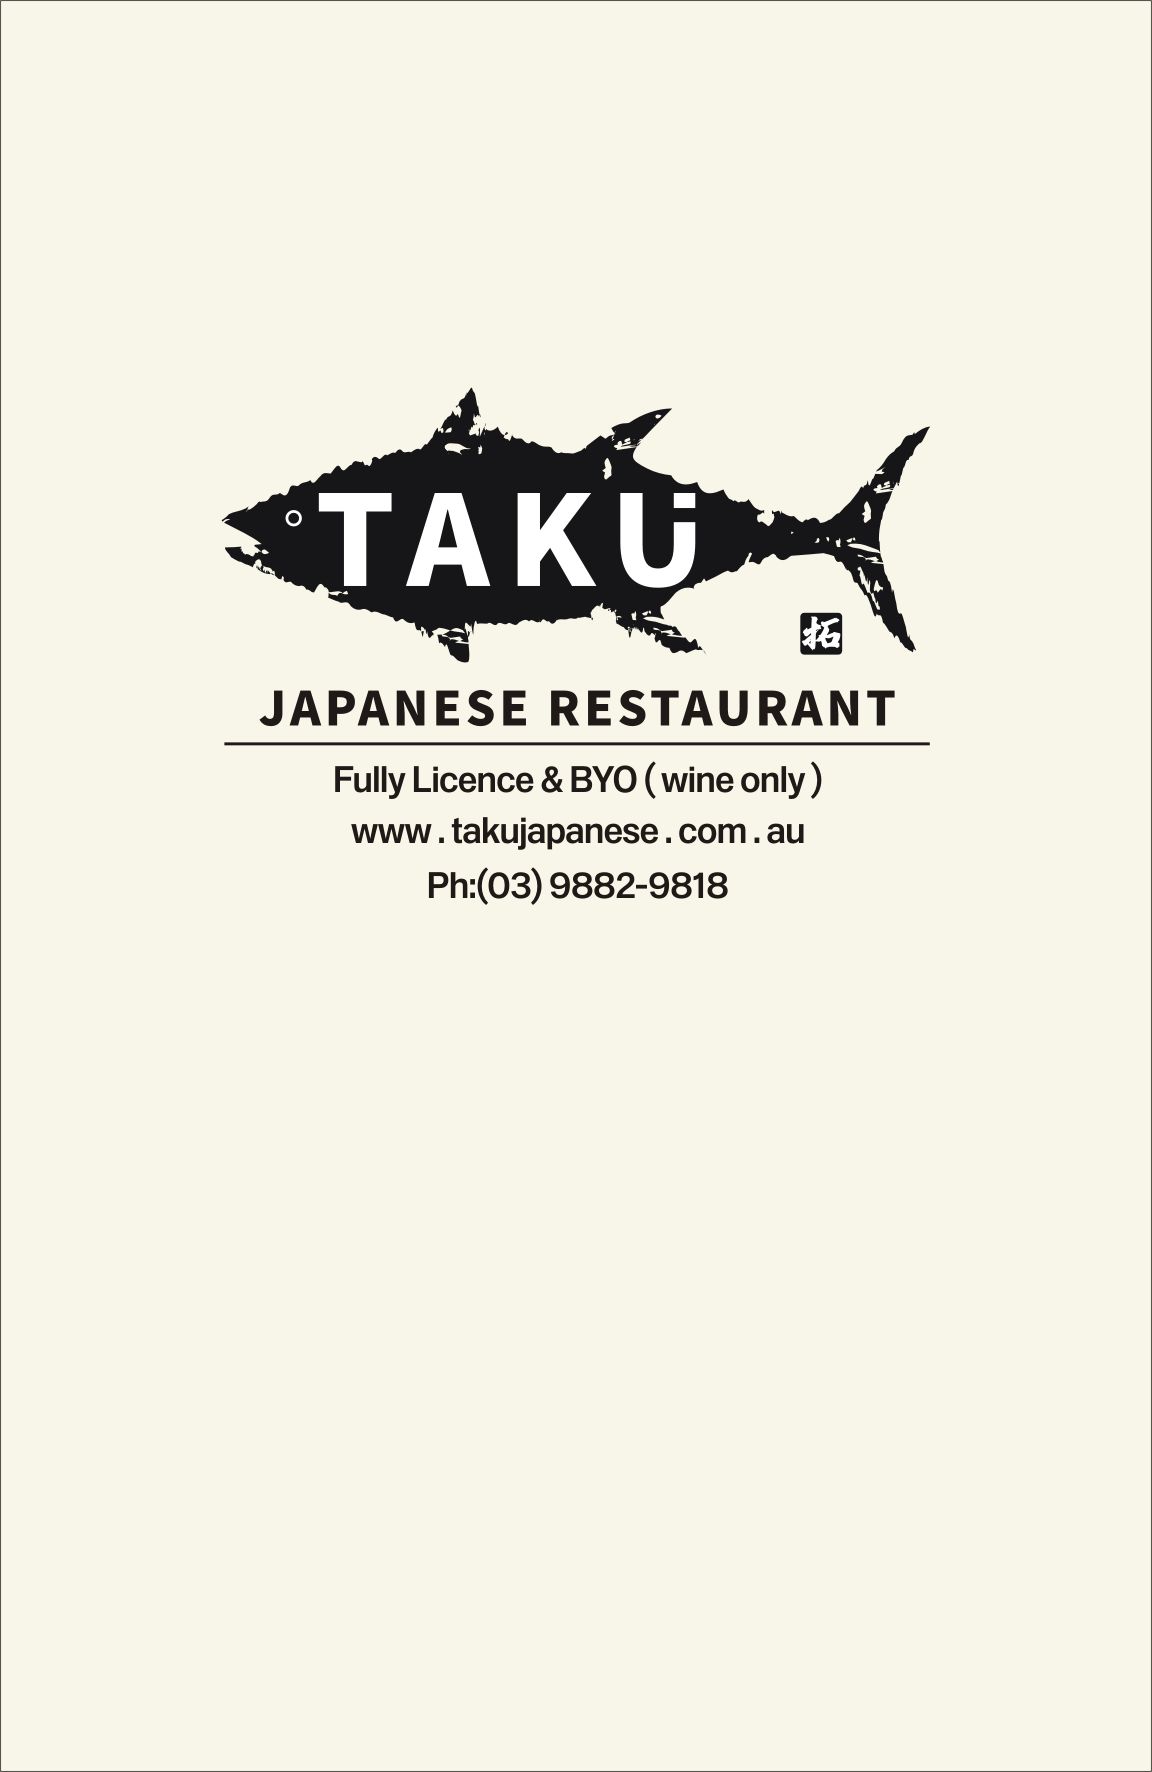 TAKU
拓
JAPANESE RESTAURANT
Fully Licence & BYO ( wine only )
www . takujapanese . com . au
Ph:(03) 9882-9818